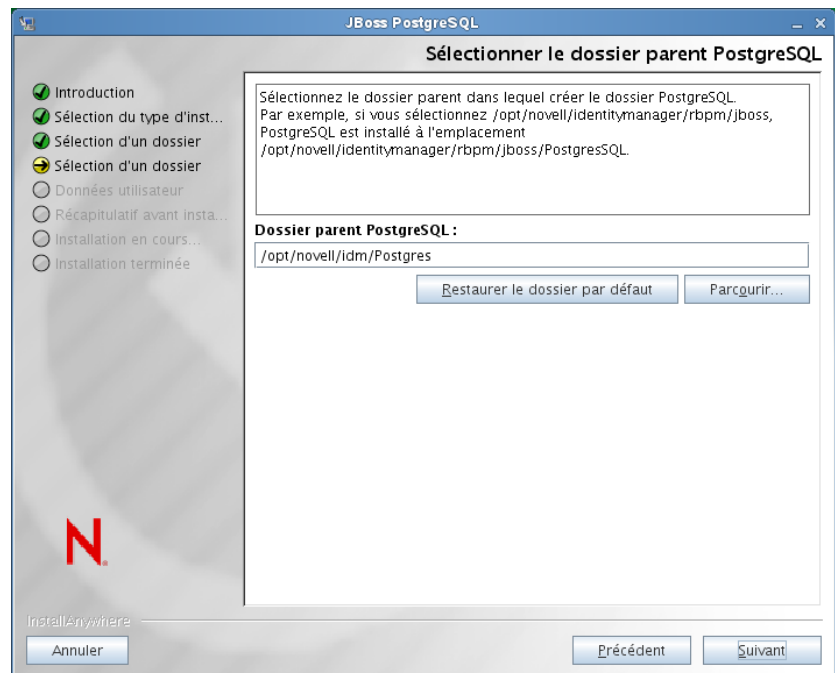 JBoss PostgreSQL
Sélectionner le dossier parent PostgreSQL
Introduction
Sélection du type d'inst...
Sélection d'un dossier
Sélection d'un dossier
Données utilisateur
Récapitulatif avant insta...
Installation en cours...
Installation terminée
Sélectionnez le dossier parent dans lequel créer le dossier PostgreSQL.
Par exemple, si vous sélectionnez /opt/novell/identitymanager/rbpm/jboss,
PostgreSQL est installé à l'emplacement
/opt/novell/identitymanager/rbpm/jboss/PostgresSQL.
Dossier parent PostgreSQL :
/opt/novell/idm/Postgres
Restaurer le dossier par défaut
Parcourir...
N
InstallAnywhere
Annuler
Précédent
Suivant